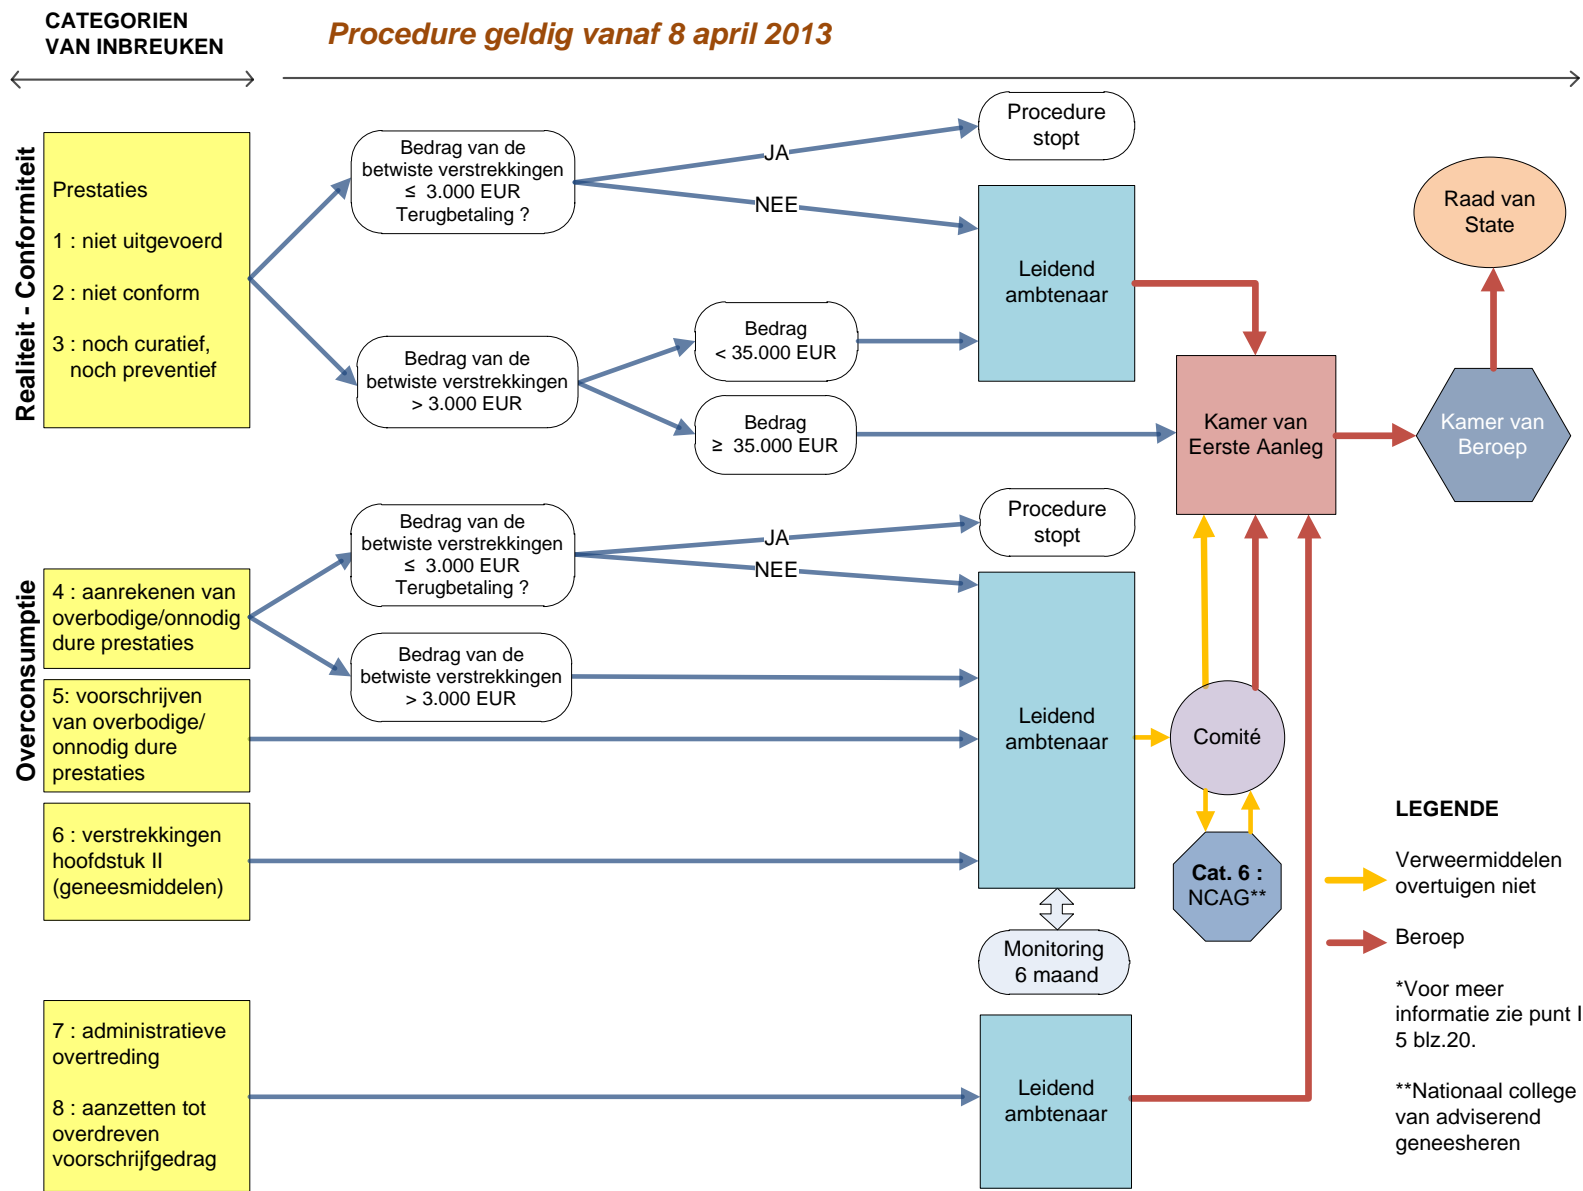 CATEGORIEN
VAN INBREUKEN
Procedure geldig vanaf 8 april 2013
Realiteit - Conformiteit
Prestaties
1 : niet uitgevoerd
2 : niet conform
3 : noch curatief,
noch preventief
Bedrag van de
betwiste verstrekkingen
≤ 3.000 EUR
Terugbetaling ?
JA
NEE
Procedure
stopt
Leidend
ambtenaar
Bedrag van de
betwiste verstrekkingen
> 3.000 EUR
Bedrag
< 35.000 EUR
Bedrag
≥ 35.000 EUR
Kamer van
Eerste Aanleg
Kamer van
Beroep
Raad van
State
Overconsumptie
4 : aanrekenen van
overbodige/onnodig
dure prestaties
5: voorschrijven
van overbodige/
onnodig dure
prestaties
6 : verstrekkingen
hoofdstuk II
(geneesmiddelen)
Bedrag van de
betwiste verstrekkingen
≤ 3.000 EUR
Terugbetaling ?
JA
NEE
Procedure
stopt
Bedrag van de
betwiste verstrekkingen
> 3.000 EUR
Leidend
ambtenaar
Comité
Cat. 6 :
NCAG**
Monitoring
6 maand
7 : administratieve
overtreding
8 : aanzetten tot
overdreven
voorschrijfgedrag
Leidend
ambtenaar
LEGENDE
Verweermiddelen
overtuigen niet
Beroep
*Voor meer
informatie zie punt I
5 blz.20.
**Nationaal college
van adviserend
geneesheren